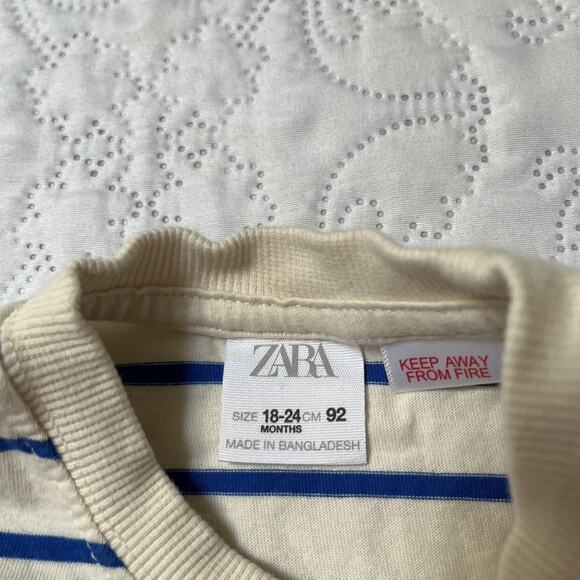 ZARA
SIZE 18-24 CM 92
MONTHS
MADE IN BANGLADESH
KEEP AWAY
FROM FIRE